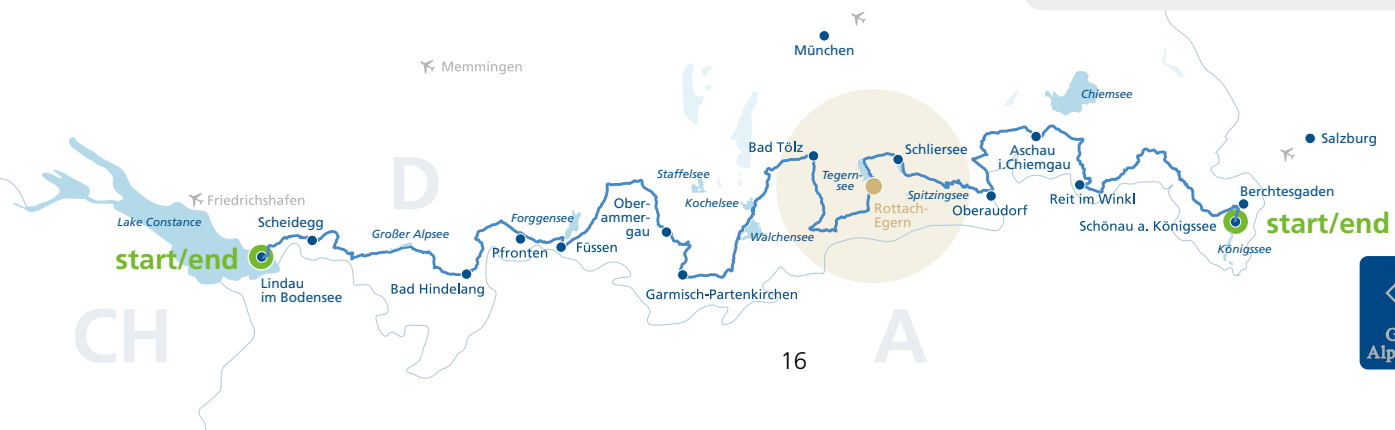 München
Memmingen
Chiemsee
Salzburg
Bad Tölz
Schliersee
Aschau
i.Chiemgau
Staffelsee
Tegern-
see
Spitzingsee
Berchtesgaden
Friedrichshafen
D
Kochelsee
Rottach-
Egern
Oberaudorf
Reit im Winkl
Lake Constance
Scheidegg
Forggensee
Ober-
ammer-
gau
Schönau a. Königssee
start/end
Großer Alpsee
Walchensee
Königssee
start/end
Pfronten
Füssen
Lindau
im Bodensee
Bad Hindelang
Garmisch-Partenkirchen
CH
A
G
Alp
16